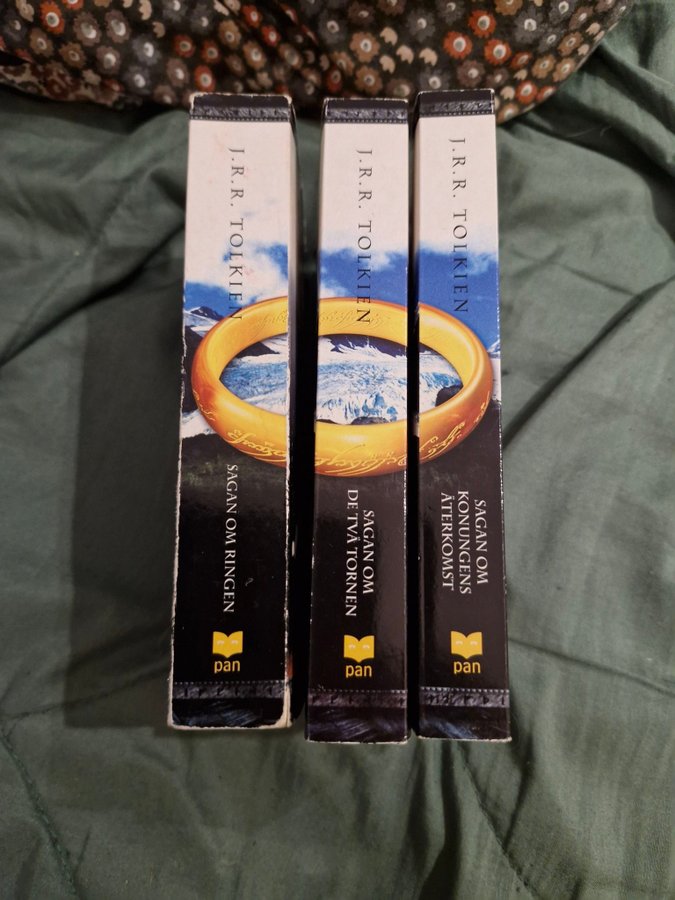 J.R.R. TOLKIEN
SAGAN OM RINGEN
pan
J.R.R. TOLKIEN
SAGAN OM
DE TVÅ TORNEN
pan
J.R.R. TOLKIEN
SAGAN OM
KONUNGENS
ÅTERKOMST
pan